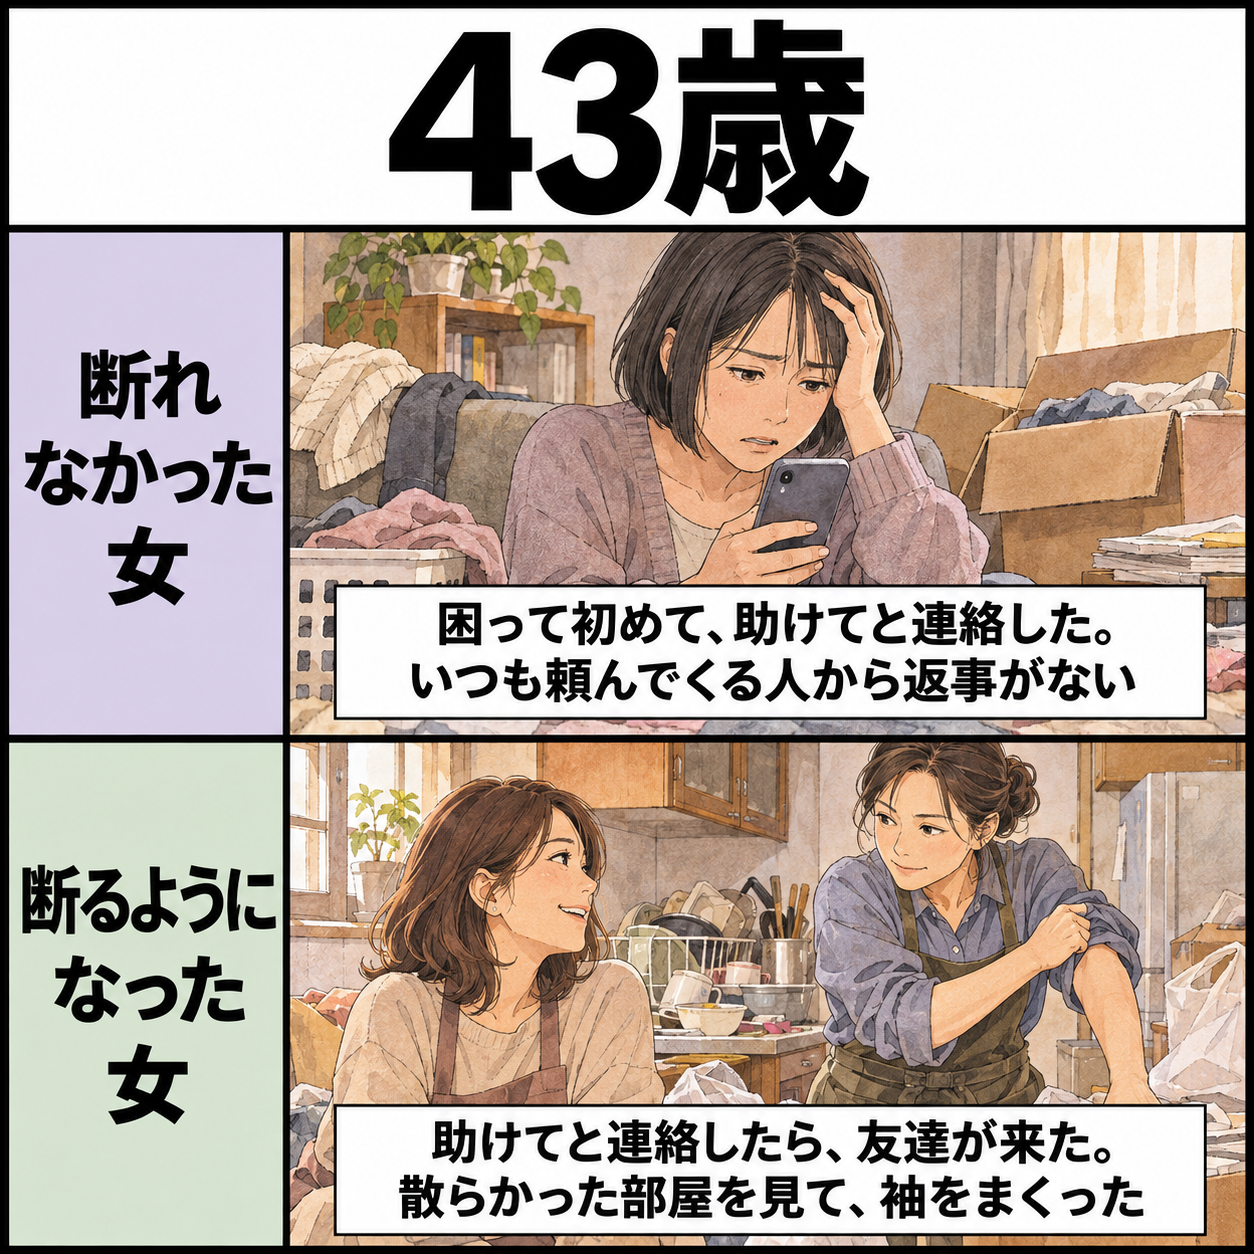 43歳
断れ
なかった
女
困って初めて、助けてと連絡した。
いつも頼んでくる人から返事がない
断るように
なった
女
助けてと連絡したら、友達が来た。
散らかった部屋を見て、袖をまくった